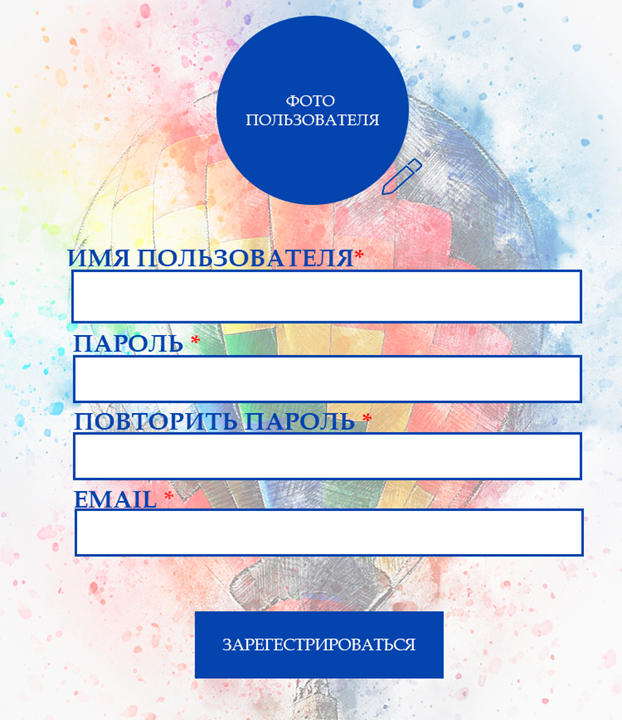 ФОТО
ПОЛЬЗОВАТЕЛЯ
ИМЯ ПОЛЬЗОВАТЕЛЯ*
ПАРОЛЬ *
ПОВТОРИТЬ ПАРОЛЬ *
EMAIL *
ЗАРЕГЕСТРИРОВАТЬСЯ